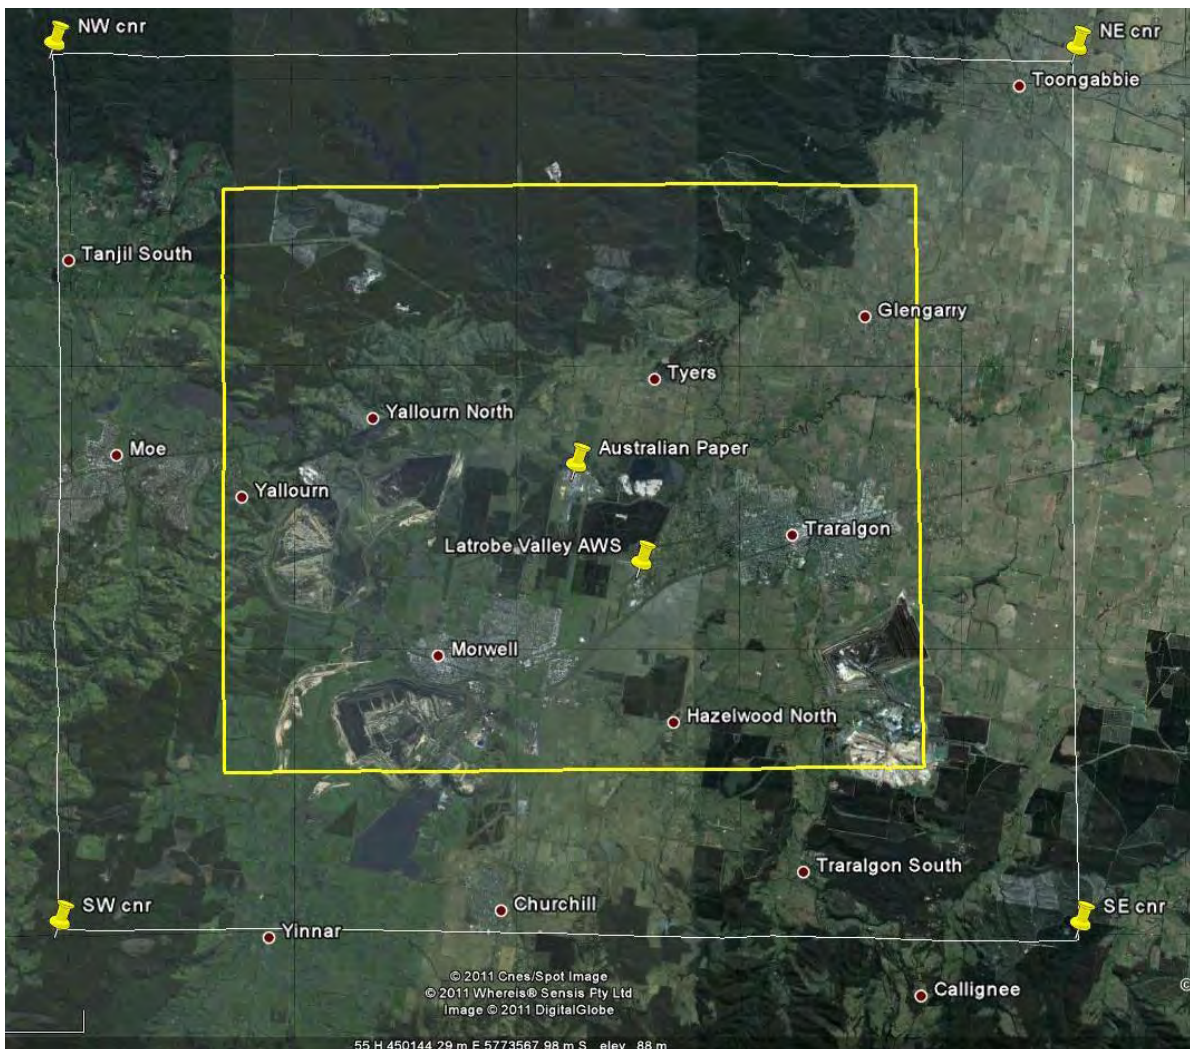 NW cnr
NE cnr
Toongabbie
Tanjil South
Glengarry
Tyers
Yallourn North
Moe
Australian Paper
Yallourn
Traralgon
Latrobe Valley AWS
Morwell
Hazelwood North
Traralgon South
SW cnr
Churchill
SE cnr
Yinnar
© 2011 Cnes/Spot Image
© 2011 Whereis® Sensis Pty Ltd
Image © 2011 DigitalGlobe
Callignee
©
55 H 450144.29 m E 5773567.98 m S elev 88 m